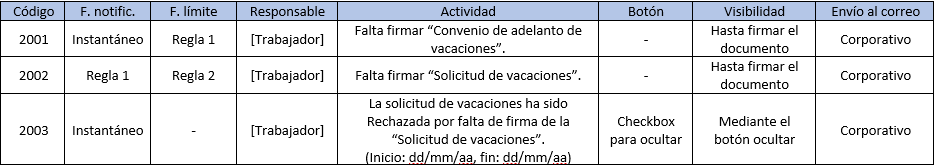 Código F. notific. F. límite Responsable Actividad Botón Visibilidad Envío al correo
2001 Instantáneo Regla 1 [Trabajador] Falta firmar “Convenio de adelanto de vacaciones”. - Hasta firmar el documento Corporativo
2002 Regla 1 Regla 2 [Trabajador] Falta firmar “Solicitud de vacaciones”. - Hasta firmar el documento Corporativo
2003 Instantáneo - [Trabajador] La solicitud de vacaciones ha sido Rechazada por falta de firma de la “Solicitud de vacaciones”. (Inicio: dd/mm/aa, fin: dd/mm/aa) Checkbox para ocultar Mediante el botón ocultar Corporativo